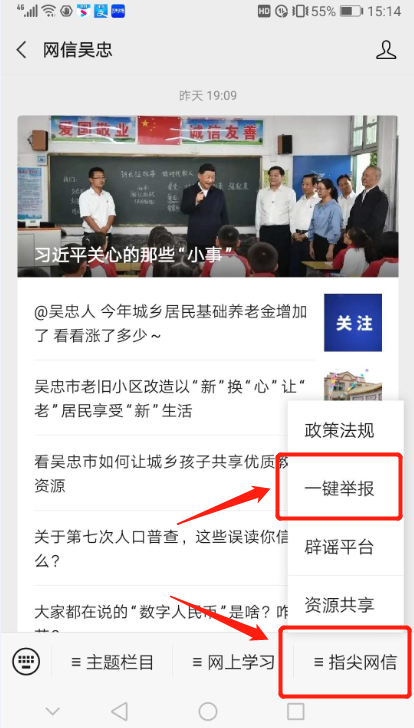 4G
HD
55%
15:14
网信吴忠
昨天 19:09
爱国敬业
诚信友善
习近平关心的那些“小事”
@吴忠人 今年城乡居民基础养老金增加
了 看看涨了多少~
关注
吴忠市老旧小区改造以“新”换“心”让“
老”居民享受“新”生活
看吴忠市如何让城乡孩子共享优质教
资源
关于第七次人口普查，这些误读你信
么？
大家都在说的“数字人民币”是啥？咋
政策法规
一键举报
辟谣平台
资源共享
≡ 主题栏目
≡ 网上学习
≡ 指尖网信